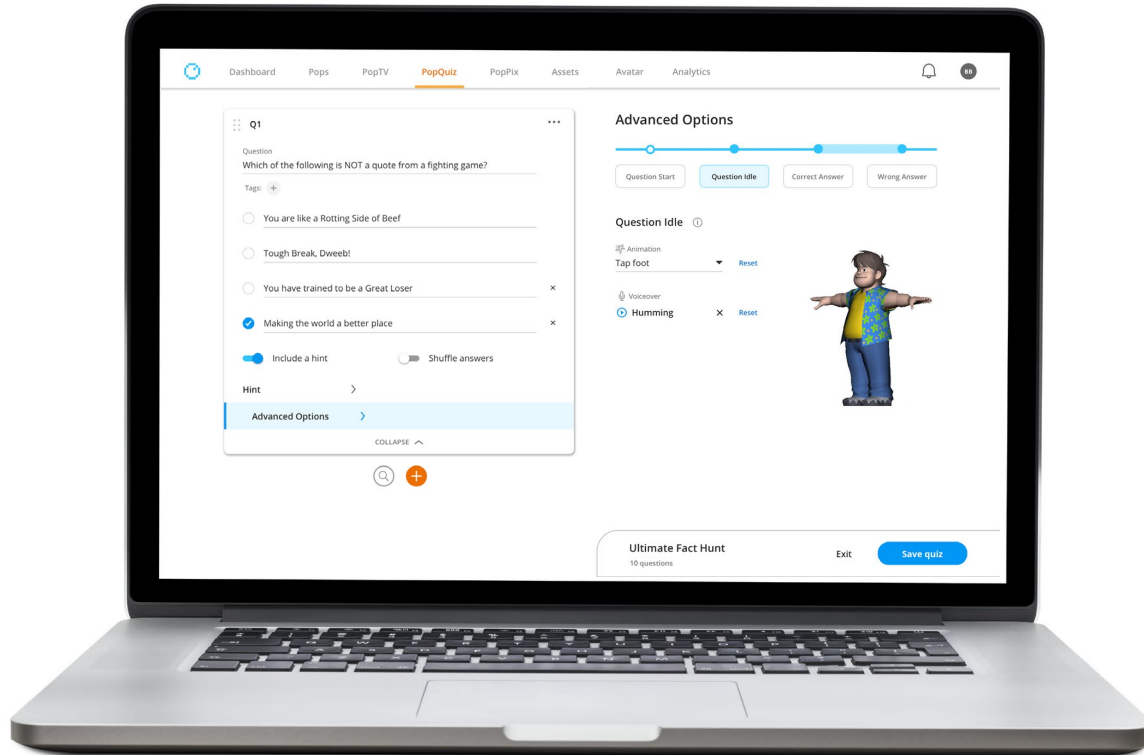 Dashboard Pops PopTV PopQuiz PopPix Assets Avatar Analytics BB
Q1
Question
Which of the following is NOT a quote from a fighting game?
Tags:
You are like a Rotting Side of Beef
Tough Break, Dweeb!
You have trained to be a Great Loser
Making the world a better place
Include a hint Shuffle answers
Hint
Advanced Options
COLLAPSE
Advanced Options
Question Start Question Idle Correct Answer Wrong Answer
Question Idle
Animation
Tap foot Reset
Voiceover
Humming Reset
Ultimate Fact Hunt
10 questions
Exit Save quiz